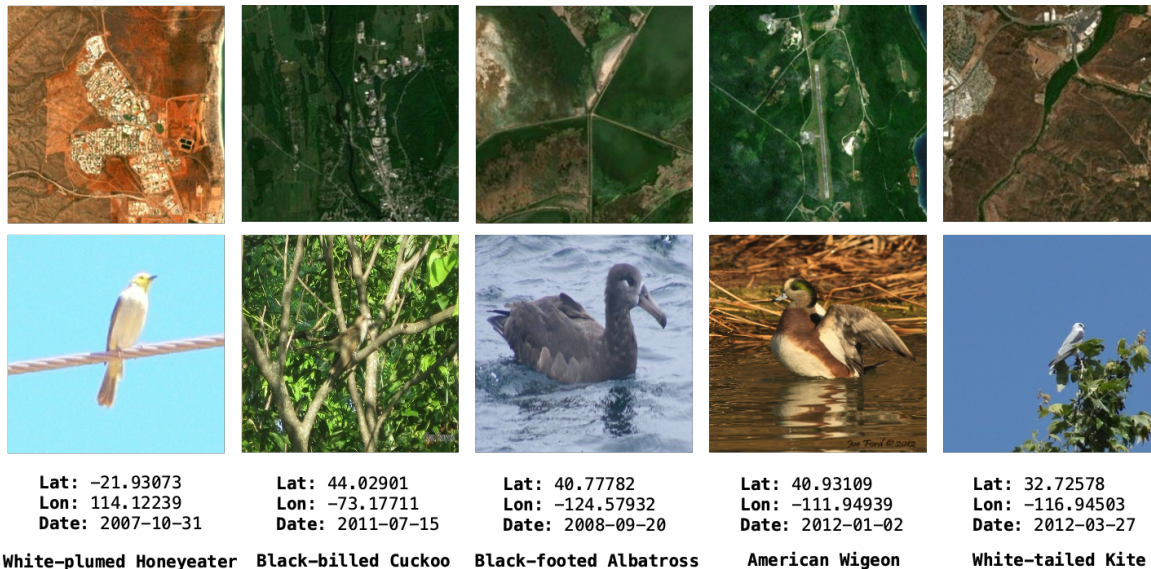 Joe Ford © 2012
Lat: -21.93073
Lon: 114.12239
Date: 2007-10-31
White-plumed Honeyeater
Lat: 44.02901
Lon: -73.17711
Date: 2011-07-15
Black-billed Cuckoo
Lat: 40.77782
Lon: -124.57932
Date: 2008-09-20
Black-footed Albatross
Lat: 40.93109
Lon: -111.94939
Date: 2012-01-02
American Wigeon
Lat: 32.72578
Lon: -116.94503
Date: 2012-03-27
White-tailed Kite